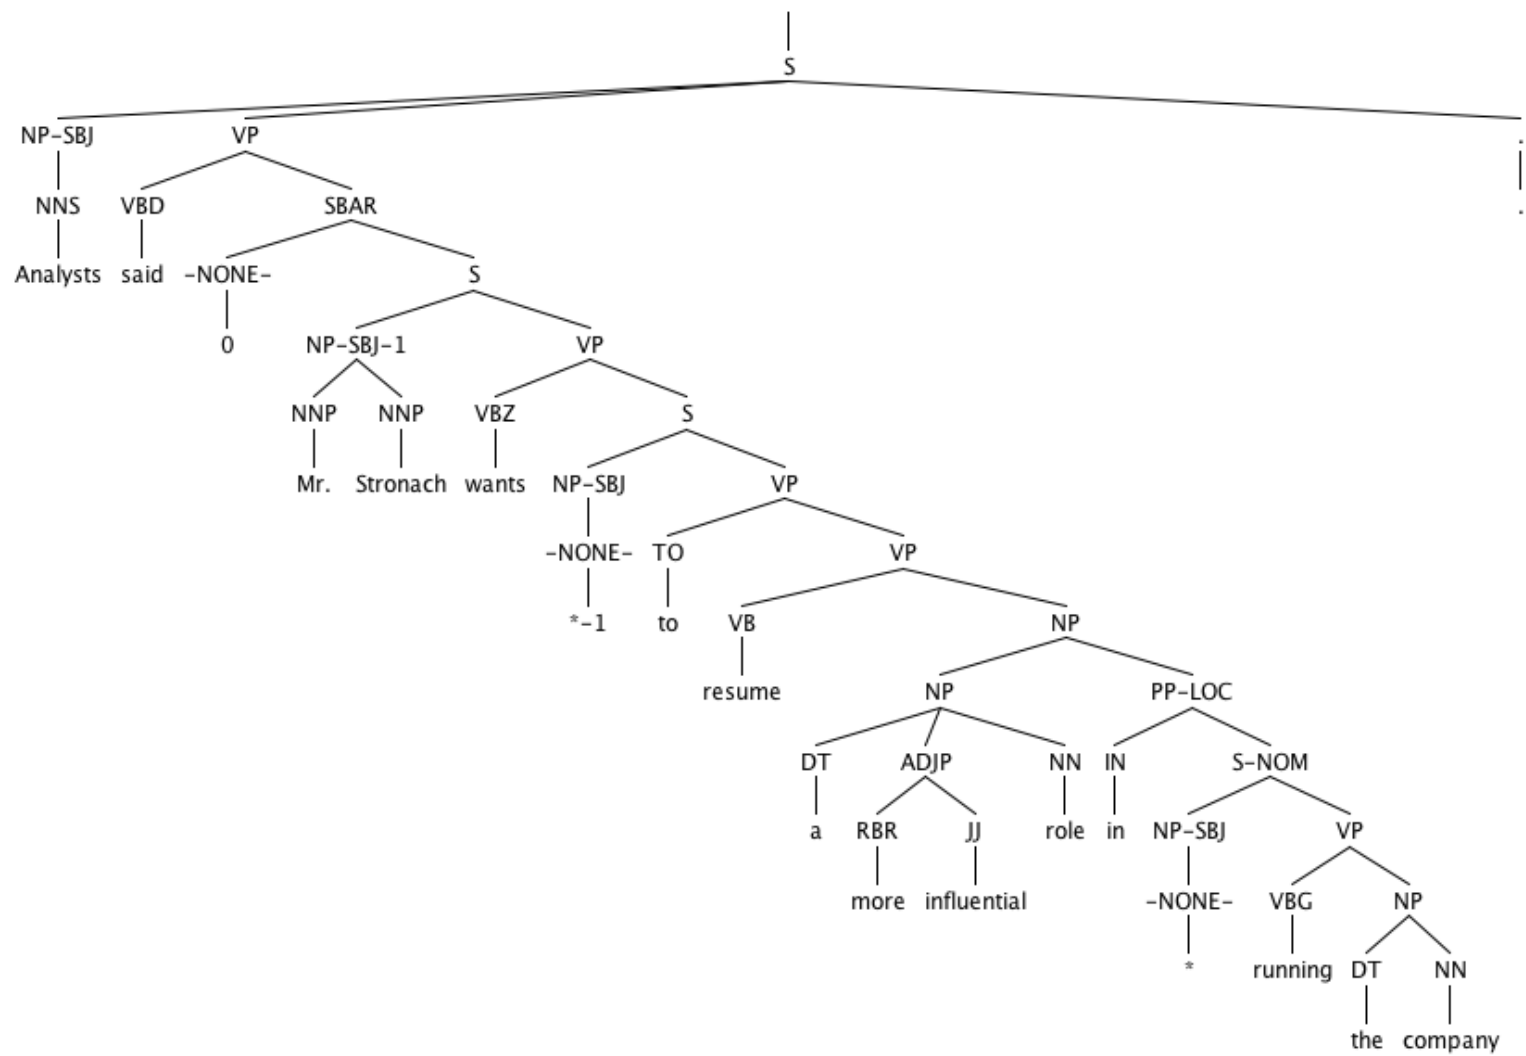 S
NP-SBJ VP .
NNS VBD SBAR .
Analysts said -NONE- S
0 NP-SBJ-1 VP
NNP NNP VBZ S
Mr. Stronach wants NP-SBJ VP
-NONE- TO VP
*-1 to VB NP
resume NP PP-LOC
DT ADJP NN IN S-NOM
a RBR JJ role in NP-SBJ VP
more influential -NONE- VBG NP
* running DT NN
the company